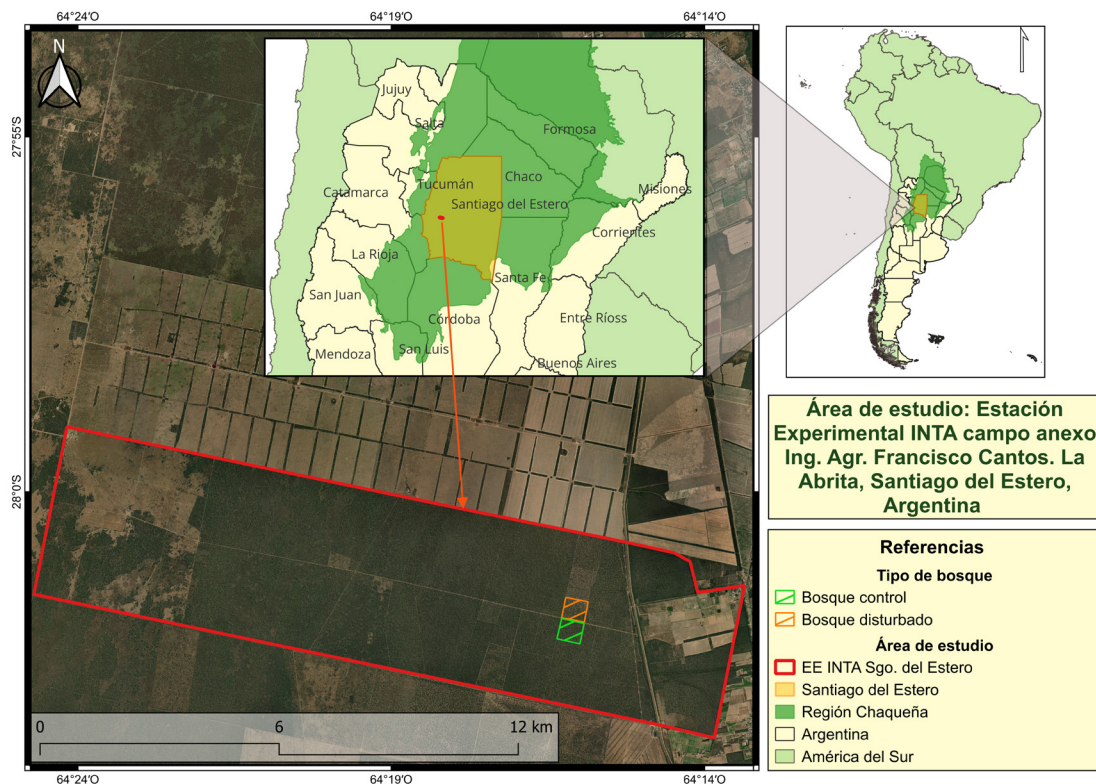 64°24'O
64°19'O
64°14'O
N
27°55'S
28°0'S
Jujuy
Salta
Formosa
Tucumán
Chaco
Catamarca
Misiones
Santiago del Estero
Corrientes
La Rioja
Santa Fe
San Juan
Córdoba
Entre Ríoss
Mendoza
San Luis
Buenos Aires
Área de estudio: Estación
Experimental INTA campo anexo
Ing. Agr. Francisco Cantos. La
Abrita, Santiago del Estero,
Argentina
Referencias
Tipo de bosque
Bosque control
Bosque disturbado
Área de estudio
EE INTA Sgo. del Estero
Santiago del Estero
Región Chaqueña
Argentina
América del Sur
0
6
12 km
64°24'O
64°19'O
64°14'O